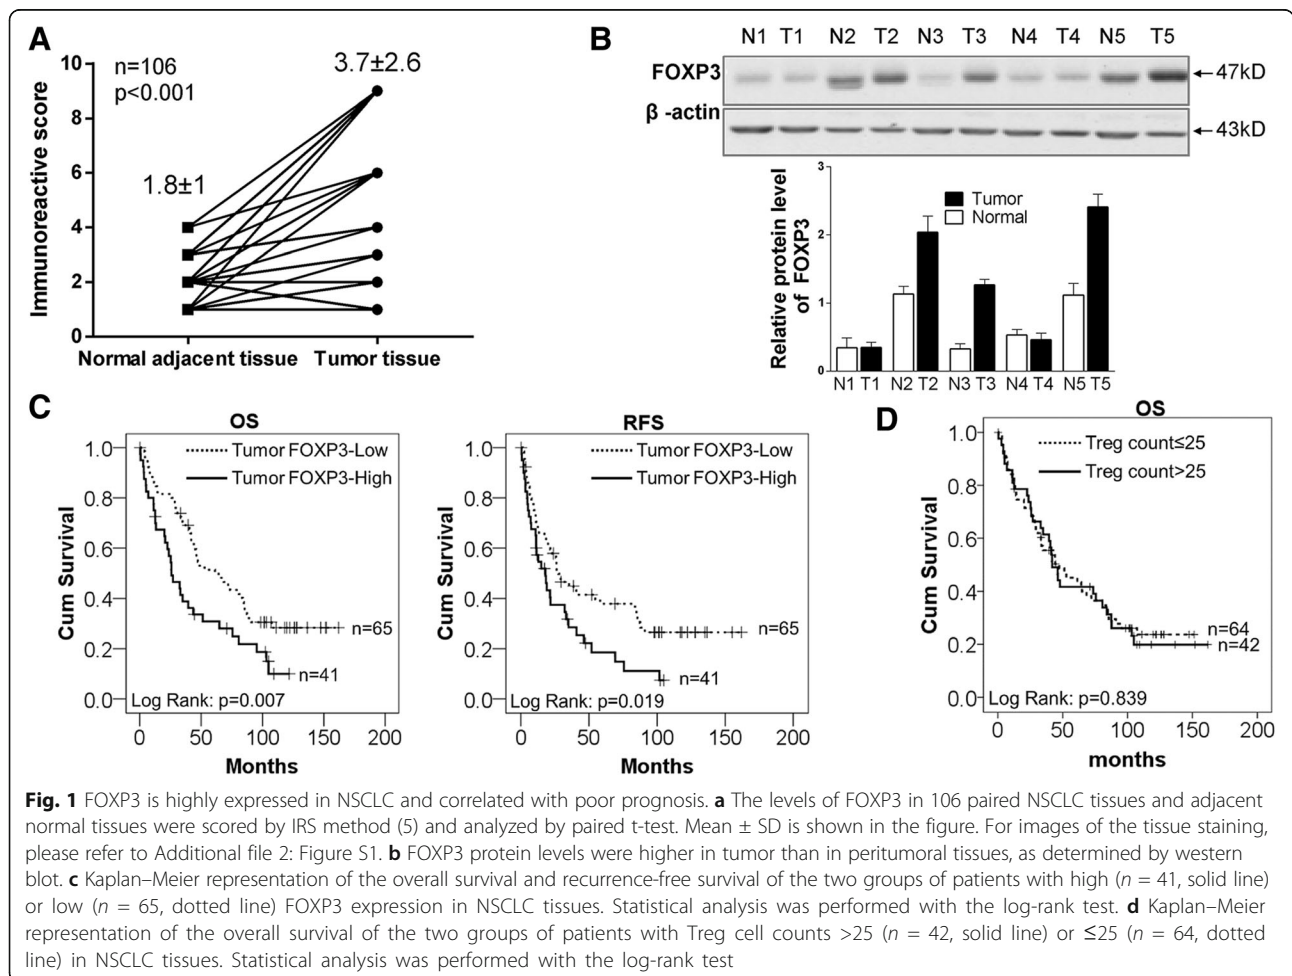 A
10
8
6
4
2
0
Immunoreactive score
n=106
p<0.001
1.8±1
3.7±2.6
Normal adjacent tissue
Tumor tissue
B
N1 T1 N2 T2 N3 T3 N4 T4 N5 T5
FOXP3
←47kD
β -actin
←43kD
3
2
1
0
Relative protein level
of FOXP3
Tumor
Normal
N1 T1 N2 T2 N3 T3 N4 T4 N5 T5
C
OS
1.0
0.8
0.6
0.4
0.2
0.0
Cum Survival
Tumor FOXP3-Low
Tumor FOXP3-High
n=65
n=41
Log Rank: p=0.007
0 50 100 150 200
Months
RFS
1.0
0.8
0.6
0.4
0.2
0.0
Cum Survival
Tumor FOXP3-Low
Tumor FOXP3-High
n=65
n=41
Log Rank: p=0.019
0 50 100 150 200
Months
D
OS
1.0
0.8
0.6
0.4
0.2
0.0
Cum Survival
Treg count≤25
Treg count>25
n=64
n=42
Log Rank: p=0.839
0 50 100 150 200
months
Fig. 1 FOXP3 is highly expressed in NSCLC and correlated with poor prognosis. a The levels of FOXP3 in 106 paired NSCLC tissues and adjacent
normal tissues were scored by IRS method (5) and analyzed by paired t-test. Mean ± SD is shown in the figure. For images of the tissue staining,
please refer to Additional file 2: Figure S1. b FOXP3 protein levels were higher in tumor than in peritumoral tissues, as determined by western
blot. c Kaplan–Meier representation of the overall survival and recurrence-free survival of the two groups of patients with high (n = 41, solid line)
or low (n = 65, dotted line) FOXP3 expression in NSCLC tissues. Statistical analysis was performed with the log-rank test. d Kaplan–Meier
representation of the overall survival of the two groups of patients with Treg cell counts >25 (n = 42, solid line) or ≤25 (n = 64, dotted
line) in NSCLC tissues. Statistical analysis was performed with the log-rank test